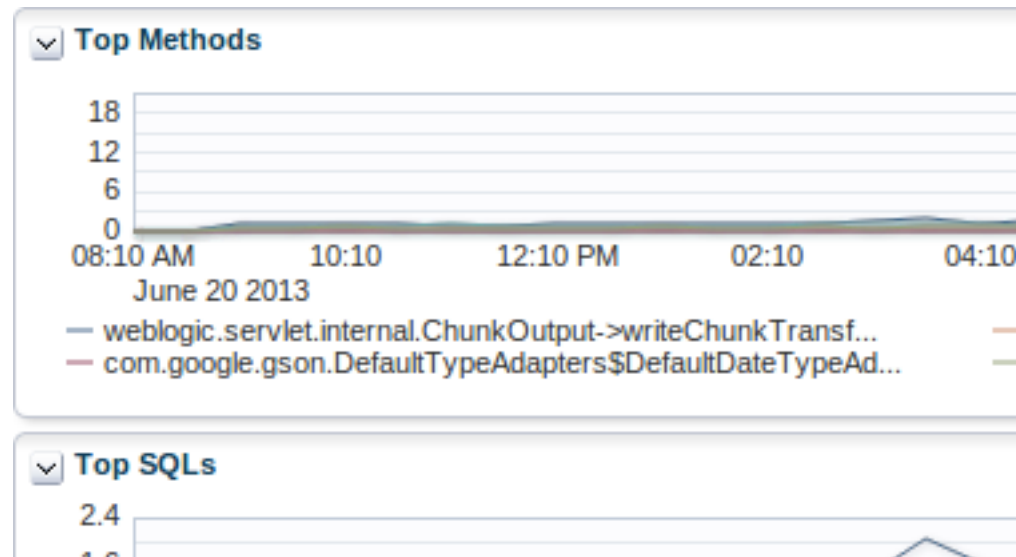 Top Methods
18
12
6
0
08:10 AM 10:10 12:10 PM 02:10 04:10
June 20 2013
weblogic.servlet.internal.ChunkOutput->writeChunkTransf...
com.google.gson.DefaultTypeAdapters$DefaultDateTypeAd...
Top SQLs
2.4